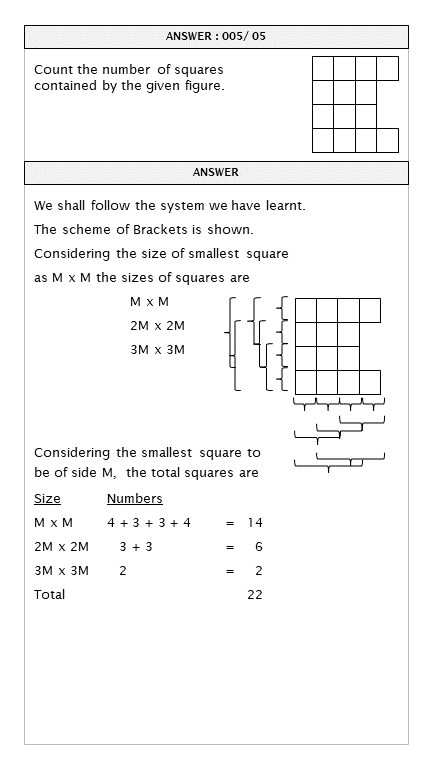 ANSWER : 005/ 05
Count the number of squares
contained by the given figure.
ANSWER
We shall follow the system we have learnt.
The scheme of Brackets is shown.
Considering the size of smallest square
as M x M the sizes of squares are
M x M
2M x 2M
3M x 3M
Considering the smallest square to
be of side M, the total squares are
Size Numbers
M x M 4 + 3 + 3 + 4 = 14
2M x 2M 3 + 3 = 6
3M x 3M 2 = 2
Total 22